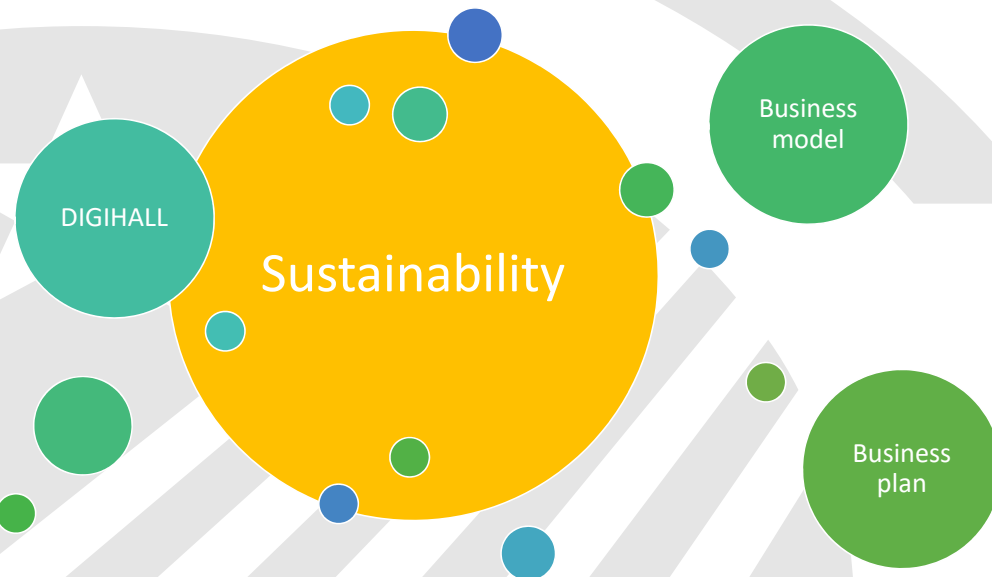 Business
model
DIGIHALL
Sustainability
Business
plan